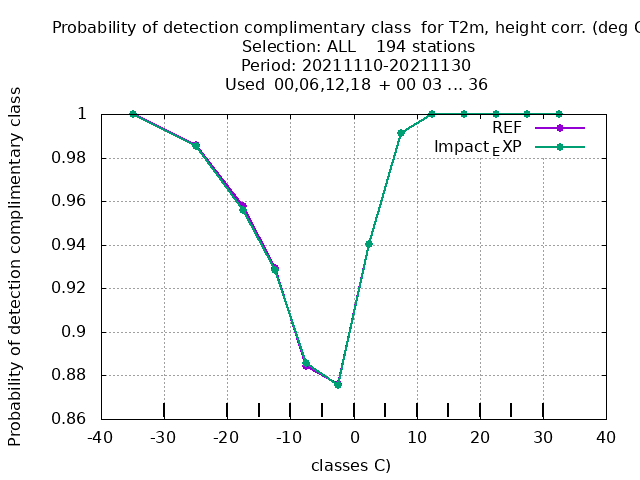 Probability of detection complimentary class  for T2m, height corr. (deg C
Selection: ALL    194 stations
Period: 20211110-20211130
Used  00,06,12,18  + 00 03 ... 36
Probability of detection complimentary class
1
0.98
0.96
0.94
0.92
0.9
0.88
0.86
REF
Impact_EXP
-40 -30 -20 -10 0 10 20 30 40
classes C)